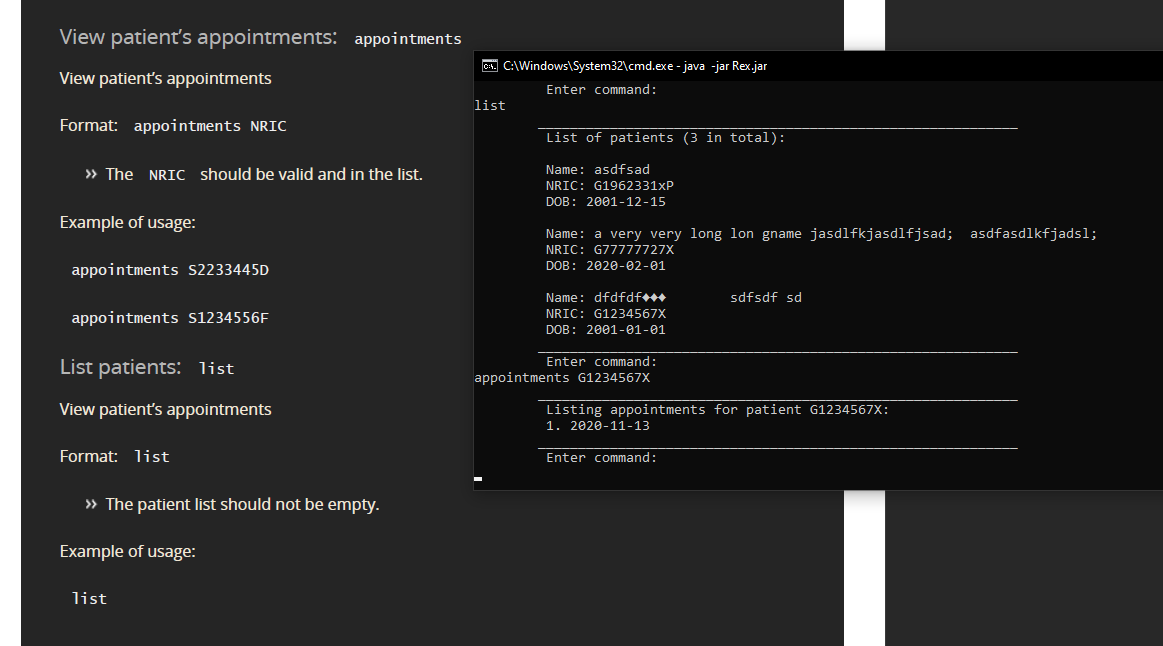 View patient’s appointments: appointments
View patient’s appointments
Format: appointments NRIC
» The NRIC should be valid and in the list.
Example of usage:
appointments S2233445D
appointments S1234556F
List patients: list
View patient’s appointments
Format: list
» The patient list should not be empty.
Example of usage:
list
C:\Windows\System32\cmd.exe - java -jar Rex.jar
Enter command:
list
List of patients (3 in total):
Name: asdfsad
NRIC: G1962331xP
DOB: 2001-12-15
Name: a very very long lon gname jasdlfkjasdlfjsad;  asdfasdlkfjadsl;
NRIC: G77777727X
DOB: 2020-02-01
Name: dfdfdf���        sdfsdf sd
NRIC: G1234567X
DOB: 2001-01-01
Enter command:
appointments G1234567X
Listing appointments for patient G1234567X:
1. 2020-11-13
Enter command: